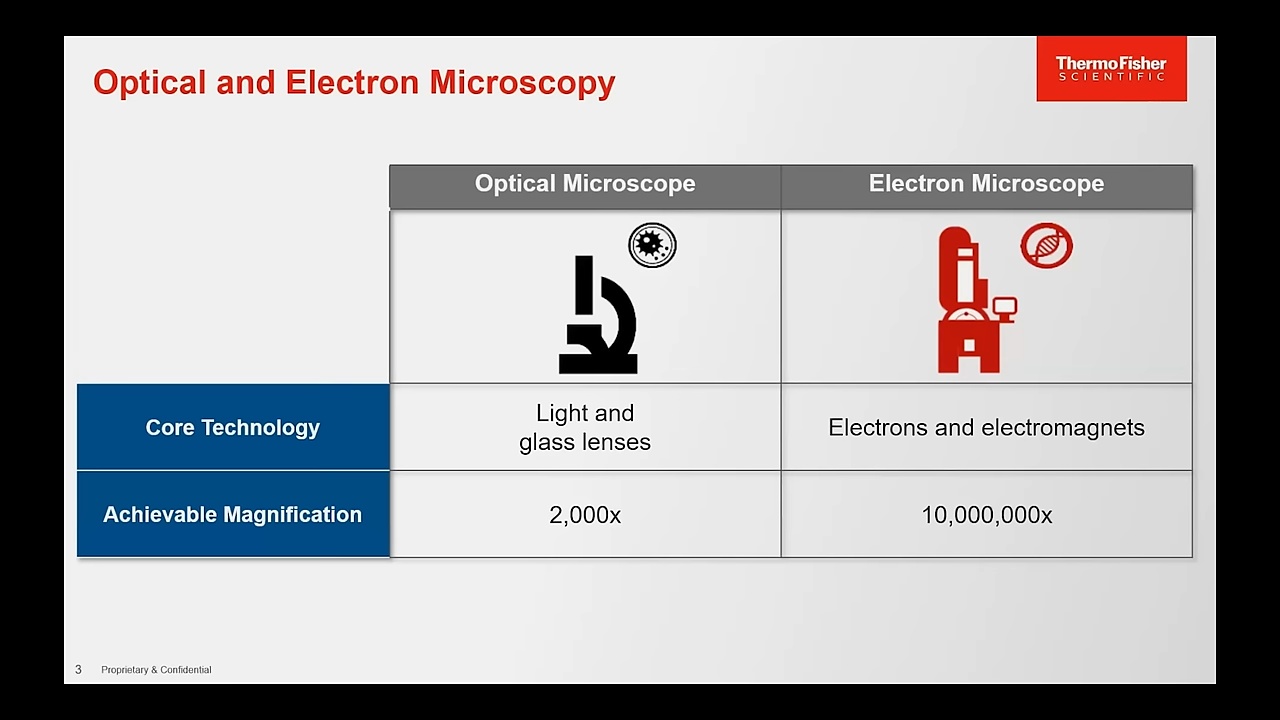 Optical and Electron Microscopy
ThermoFisher
SCIENTIFIC
Optical Microscope
Electron Microscope
Core Technology
Light and
glass lenses
Electrons and electromagnets
Achievable Magnification
2,000x
10,000,000x
3
Proprietary & Confidential